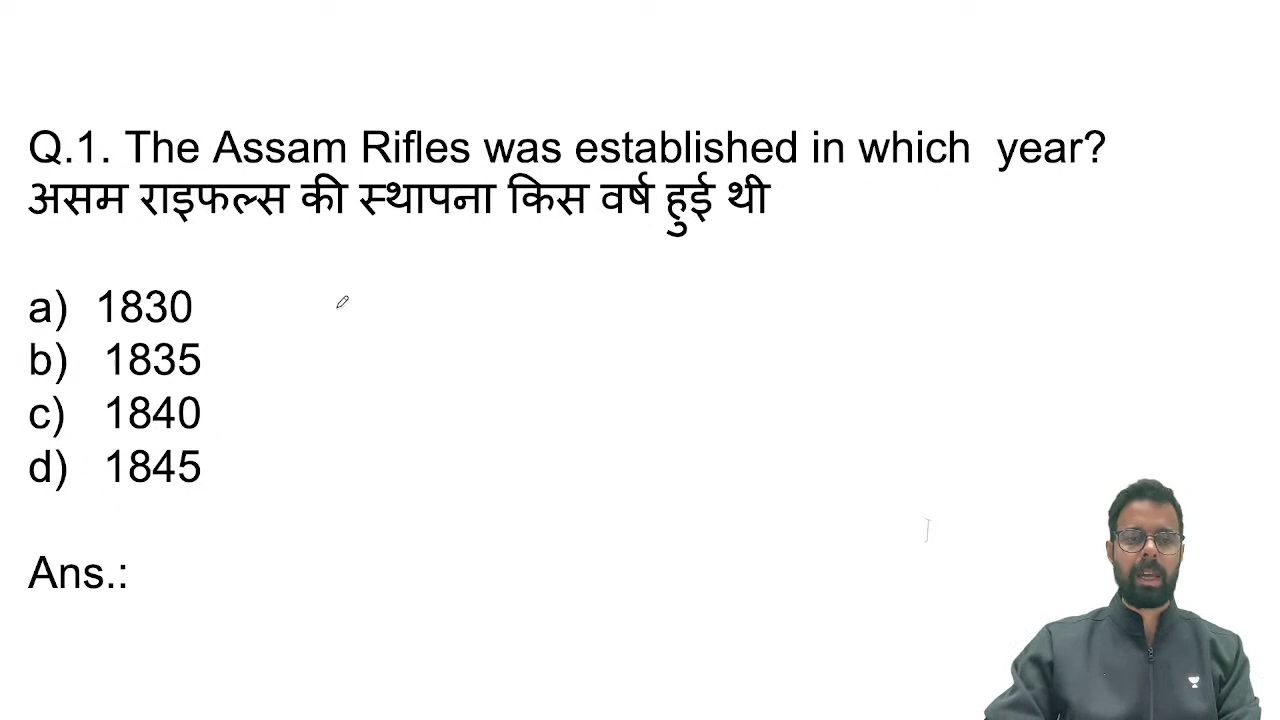 Q.1. The Assam Rifles was established in which year?
असम राइफल्स की स्थापना किस वर्ष हुई थी
a) 1830
b) 1835
c) 1840
d) 1845
Ans.: